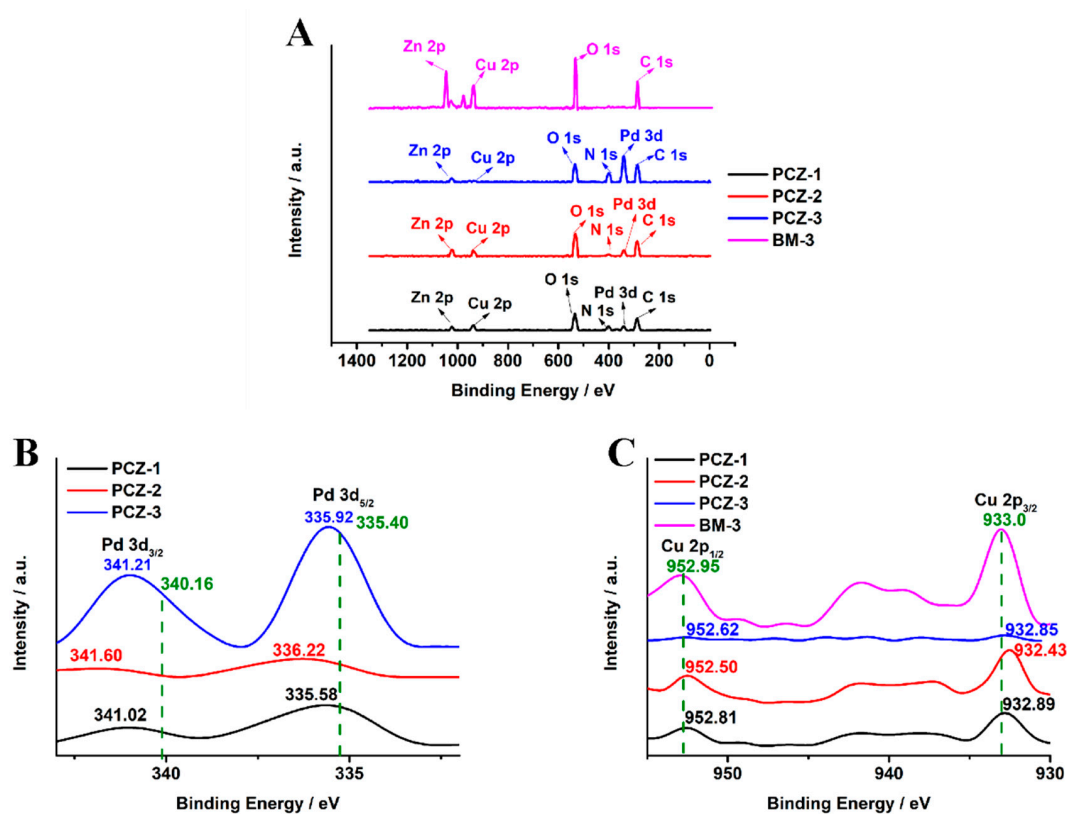 A
Zn 2p
Cu 2p
O 1s
C 1s
Zn 2p
Cu 2p
O 1s
N 1s
Pd 3d
C 1s
Zn 2p
Cu 2p
O 1s
N 1s
Pd 3d
C 1s
Zn 2p
Cu 2p
O 1s
N 1s
Pd 3d
C 1s
PCZ-1
PCZ-2
PCZ-3
BM-3
Intensity / a.u.
1400 1200 1000 800 600 400 200 0
Binding Energy / eV
B
PCZ-1
PCZ-2
PCZ-3
Pd 3d5/2
335.92
335.40
Pd 3d3/2
341.21
340.16
341.60
336.22
341.02
335.58
Intensity / a.u.
340 335
Binding Energy / eV
C
PCZ-1
PCZ-2
PCZ-3
BM-3
Cu 2p3/2
933.0
Cu 2p1/2
952.95
952.62
932.85
952.50
932.43
952.81
932.89
Intensity / a.u.
950 940 930
Binding Energy / eV